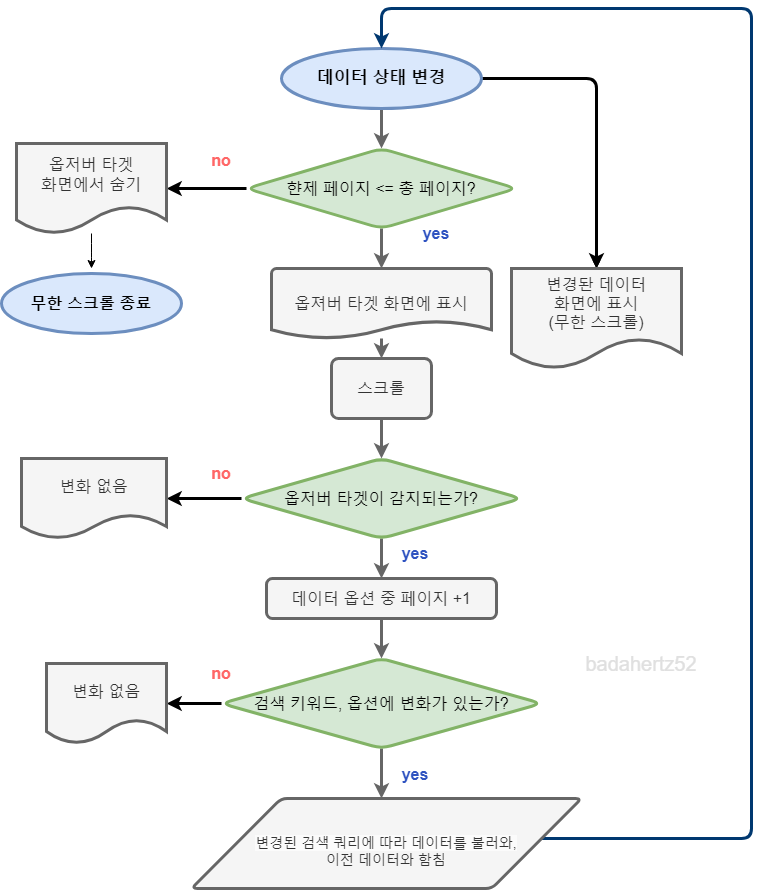 데이터 상태 변경
옵저버 타겟
화면에서 숨기
no
햔제 페이지 <= 총 페이지?
yes
무한 스크롤 종료
옵져버 타겟 화면에 표시
변경돤 데이터
화면에 표시
(무한 스크롤)
스크롤
변화 없음
no
옵저버 타겟이 감지되는가?
yes
데이터 옵션 중 페이지 +1
badahertz52
변화 없음
no
검색 키워드, 옵션에 변화가 있는가?
yes
변경된 검색 쿼리에 따라 데이터를 불러와,
이전 데이터와 합침